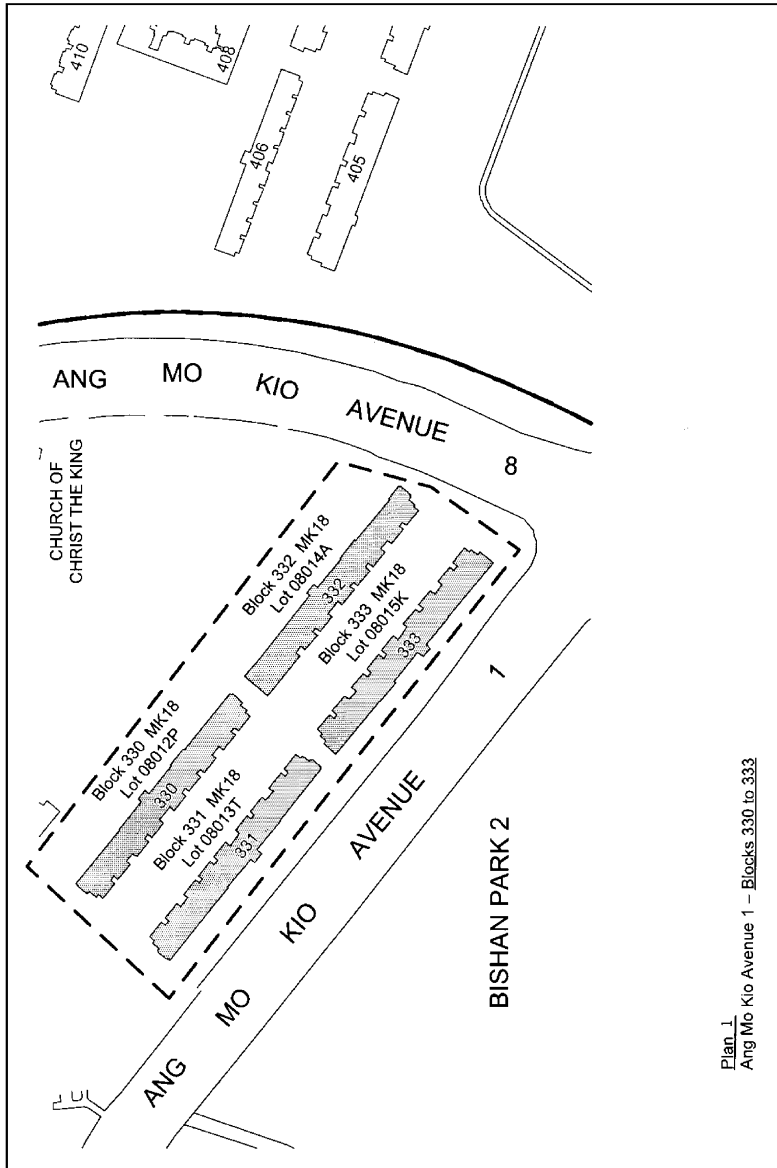 410
408
406
405
ANG MO KIO AVENUE 8
CHURCH OF
CHRIST THE KING
Block 332 MK18
Lot 08014A
332
Block 333 MK18
Lot 08015K
333
Block 330 MK18
Lot 08012P
330
Block 331 MK18
Lot 08013T
331
ANG MO KIO AVENUE 1
BISHAN PARK 2
Plan 1
Ang Mo Kio Avenue 1 – Blocks 330 to 333